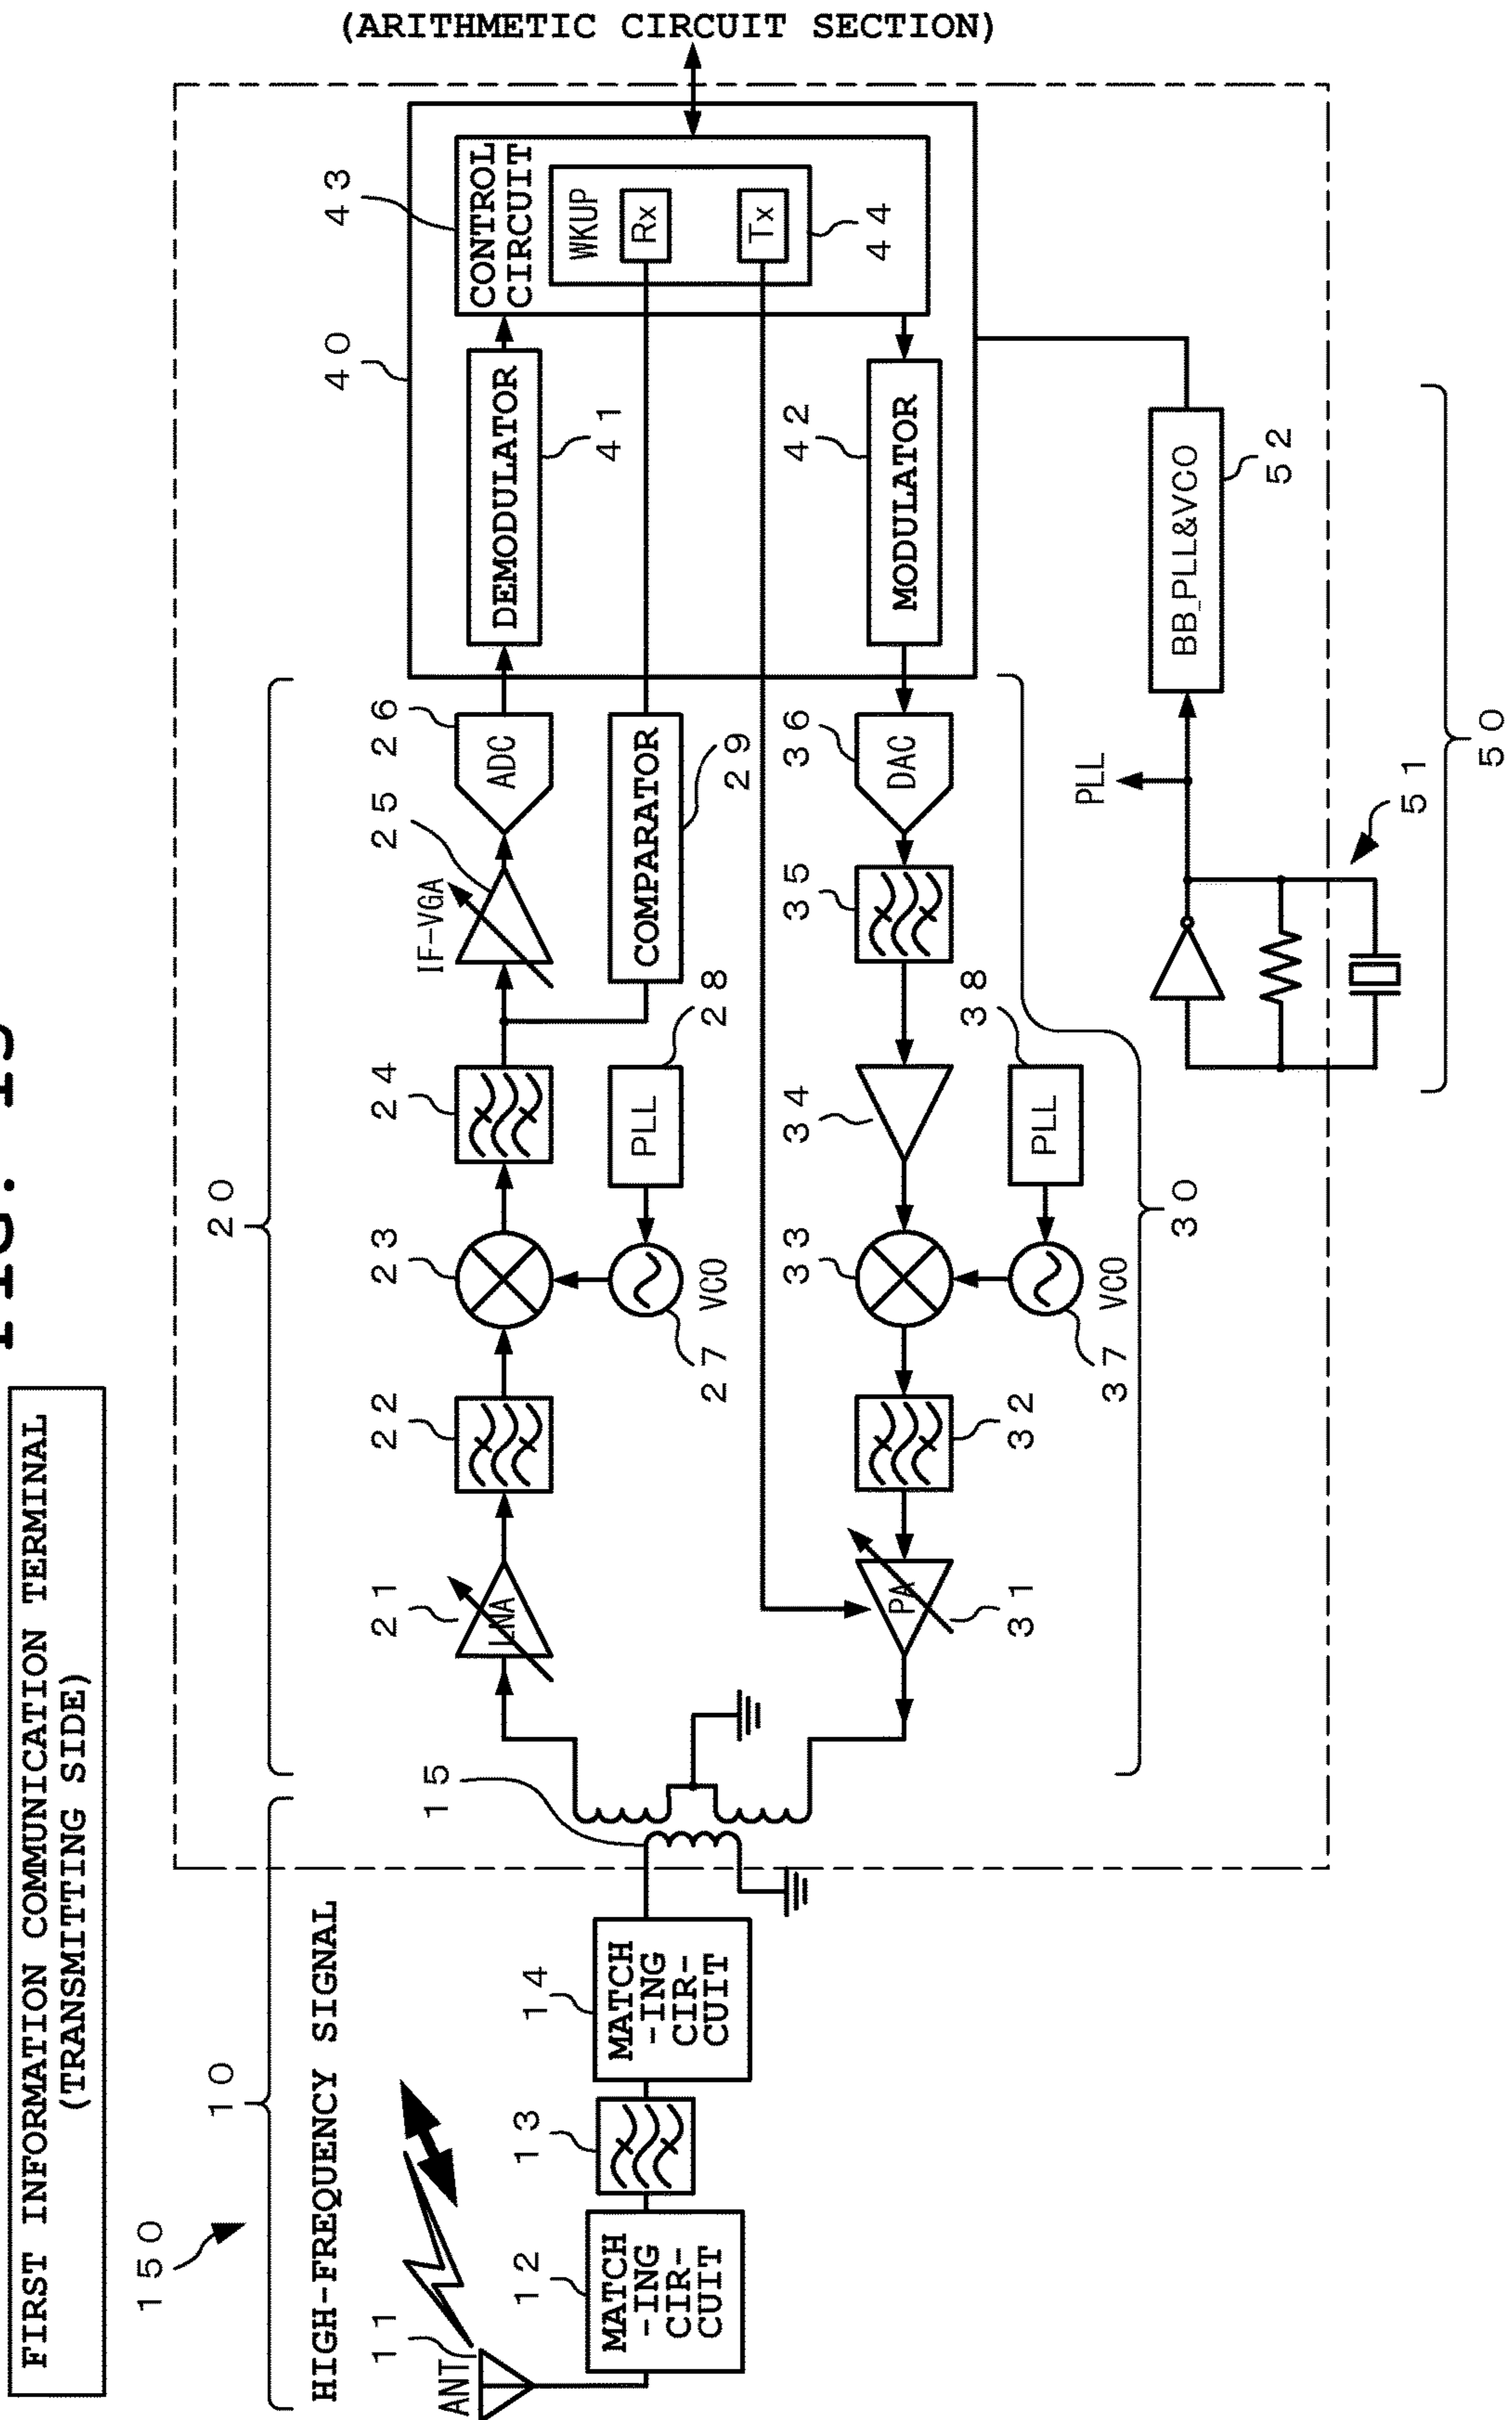 FIRST INFORMATION COMMUNICATION TERMINAL
(TRANSMITTING SIDE)
150
10
20
HIGH-FREQUENCY SIGNAL
ANT
11
12
MATCH
-ING
CIR-
CUIT
13
14
MATCH
-ING
CIR-
CUIT
15
21
LNA
22
23
24
IF-VGA
25
26
ADC
27
VCO
28
PLL
29
COMPARATOR
40
DEMODULATOR
41
43
CONTROL
CIRCUIT
WKUP
Rx
Tx
44
(ARITHMETIC CIRCUIT SECTION)
42
MODULATOR
31
PA
32
33
34
35
36
DAC
37
VCO
38
PLL
30
PLL
51
BB_PLL&VCO
52
50